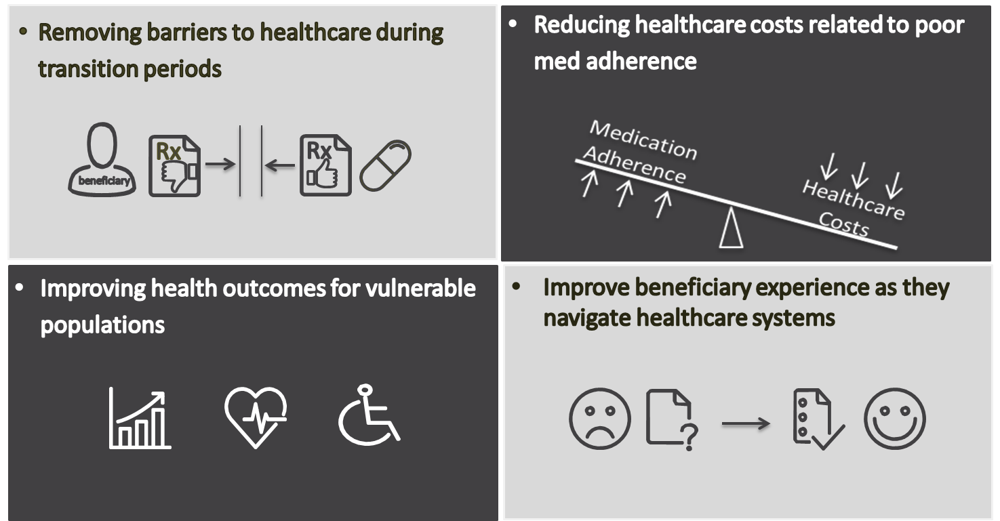 • Removing barriers to healthcare during
transition periods
beneficiary
Rx
Rx
• Reducing healthcare costs related to poor
med adherence
Medication
Adherence
Healthcare
Costs
• Improving health outcomes for vulnerable
populations
• Improve beneficiary experience as they
navigate healthcare systems
?